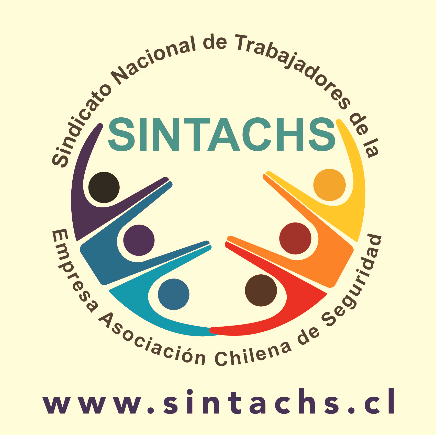 Sindicato Nacional de Trabajadores de la
SINTACHS
Empresa Asociación Chilena de Seguridad
www.sintachs.cl